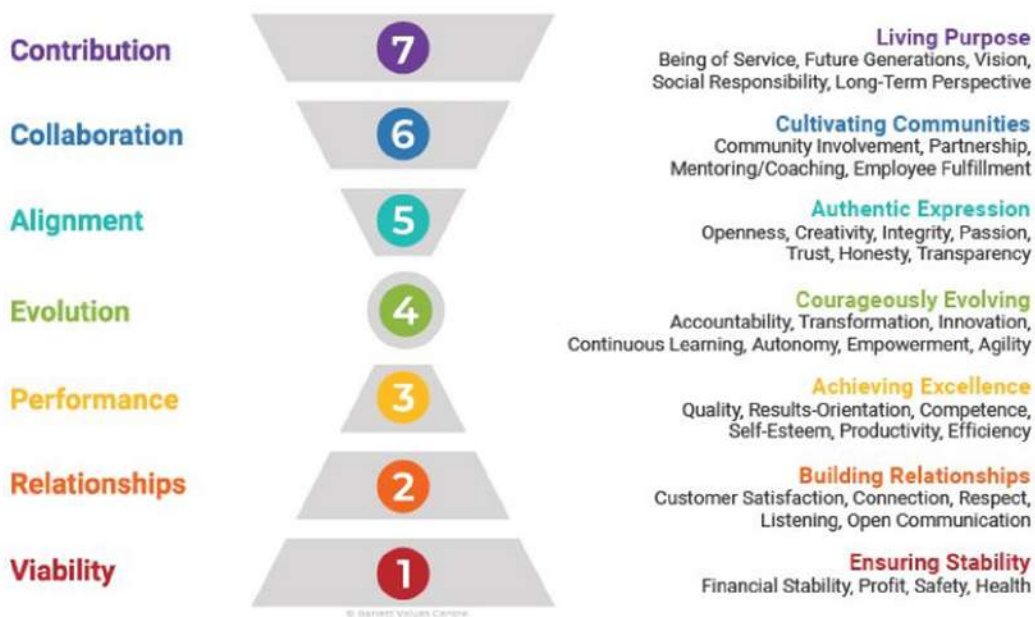 Contribution
7
Living Purpose
Being of Service, Future Generations, Vision,
Social Responsibility, Long-Term Perspective
Collaboration
6
Cultivating Communities
Community Involvement, Partnership,
Mentoring/Coaching, Employee Fulfillment
Alignment
5
Authentic Expression
Openness, Creativity, Integrity, Passion,
Trust, Honesty, Transparency
Evolution
4
Courageously Evolving
Accountability, Transformation, Innovation,
Continuous Learning, Autonomy, Empowerment, Agility
Performance
3
Achieving Excellence
Quality, Results-Orientation, Competence,
Self-Esteem, Productivity, Efficiency
Relationships
2
Building Relationships
Customer Satisfaction, Connection, Respect,
Listening, Open Communication
Viability
1
Ensuring Stability
Financial Stability, Profit, Safety, Health
© Barrett Values Centre